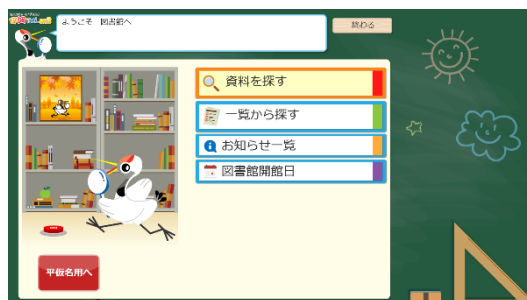 ようこそ 図書館へ
終わる
資料を探す
一覧から探す
お知らせ一覧
図書館開館日
平仮名用へ